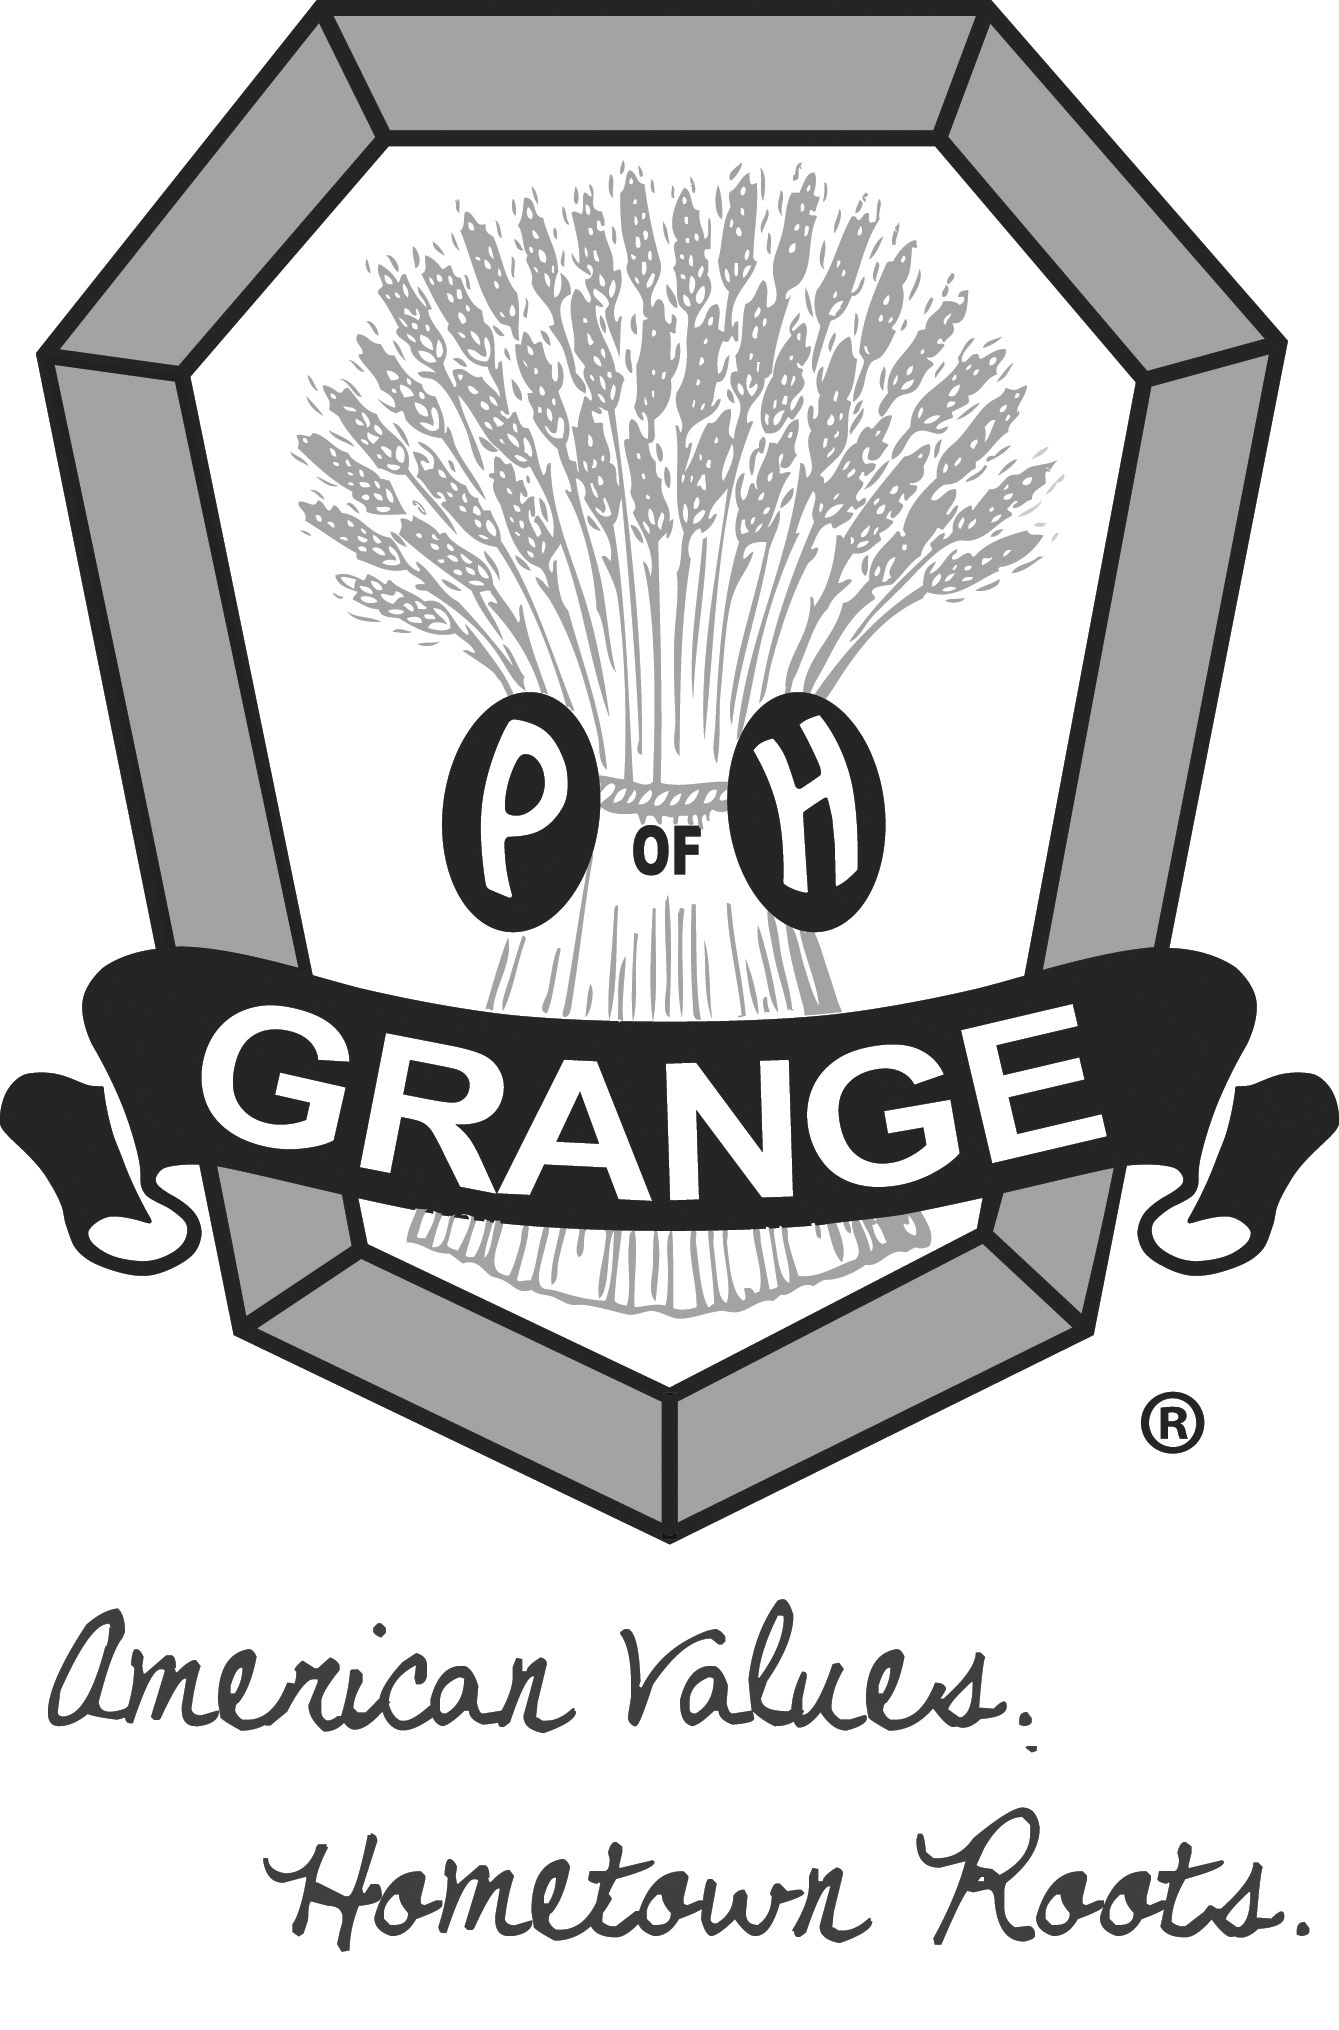 P OF H
GRANGE
®
American Values.
Hometown Roots.